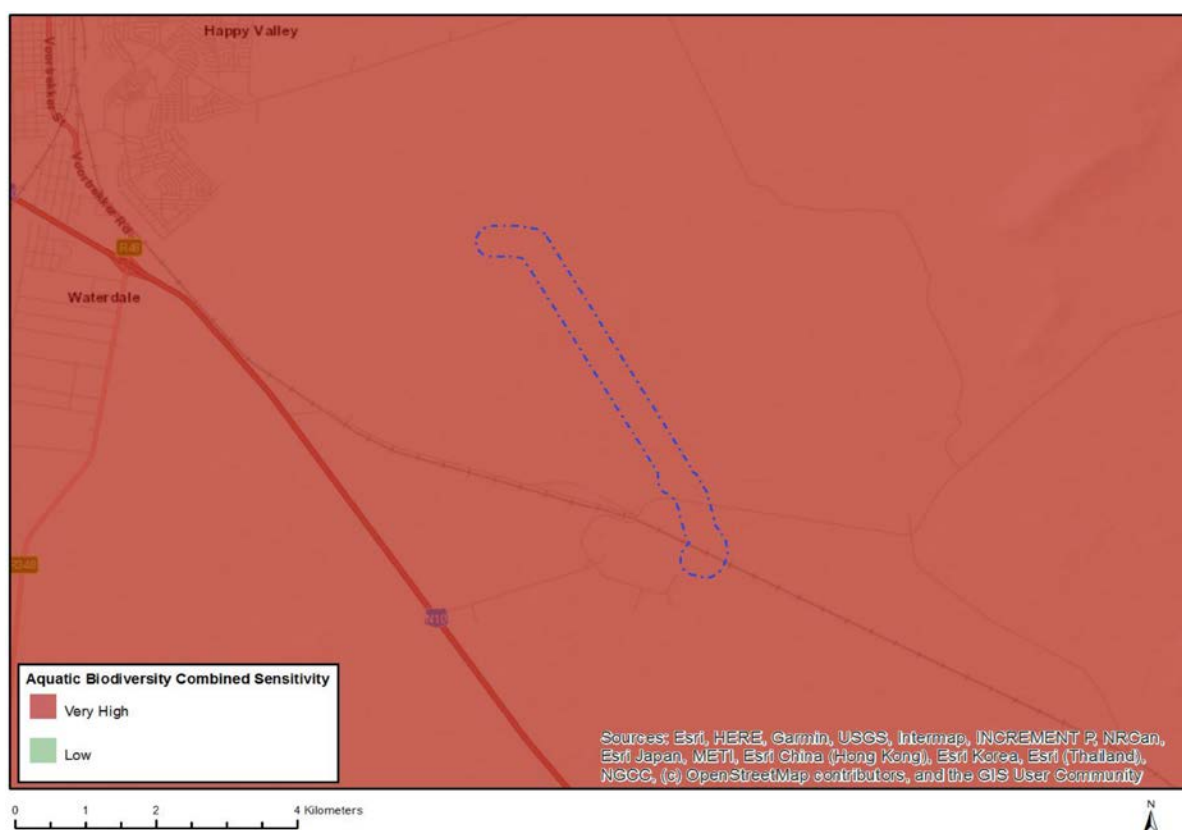 Happy Valley
Voortrekker St
Voortrekker Rd
R48
Waterdale
N10
Aquatic Biodiversity Combined Sensitivity
Very High
Low
Sources: Esri, HERE, Garmin, USGS, Intermap, INCREMENT P, NRCan,
Esri Japan, METI, Esri China (Hong Kong), Esri Korea, Esri (Thailand),
NGCC, (c) OpenStreetMap contributors, and the GIS User Community
0 1 2 4 Kilometers
N